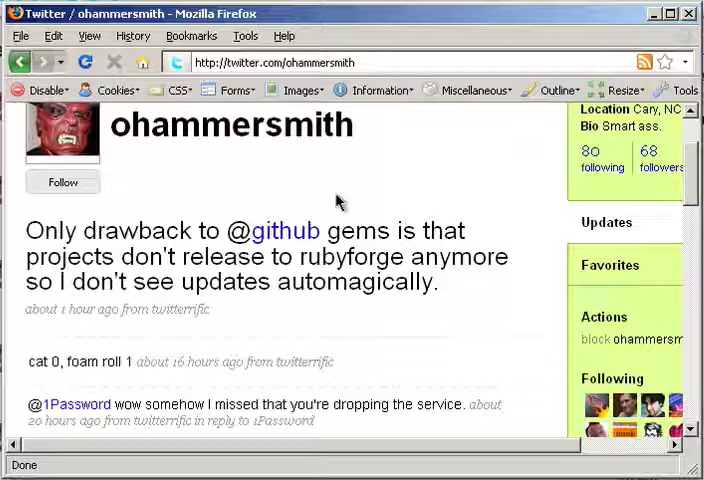 Twitter / ohammersmith - Mozilla Firefox
File Edit View History Bookmarks Tools Help
http://twitter.com/ohammersmith
Disable Cookies CSS Forms Images Information Miscellaneous Outline Resize Tools
ohammersmith
Follow
Only drawback to @github gems is that
projects don't release to rubyforge anymore
so I don't see updates automagically.
about 1 hour ago from twitterrific
cat 0, foam roll 1 about 16 hours ago from twitterrific
@1Password wow somehow I missed that you're dropping the service. about
20 hours ago from twitterrific in reply to 1Password
Location Cary, NC
Bio Smart ass.
80 68
following followers
Updates
Favorites
Actions
block ohammersm
Following
Done